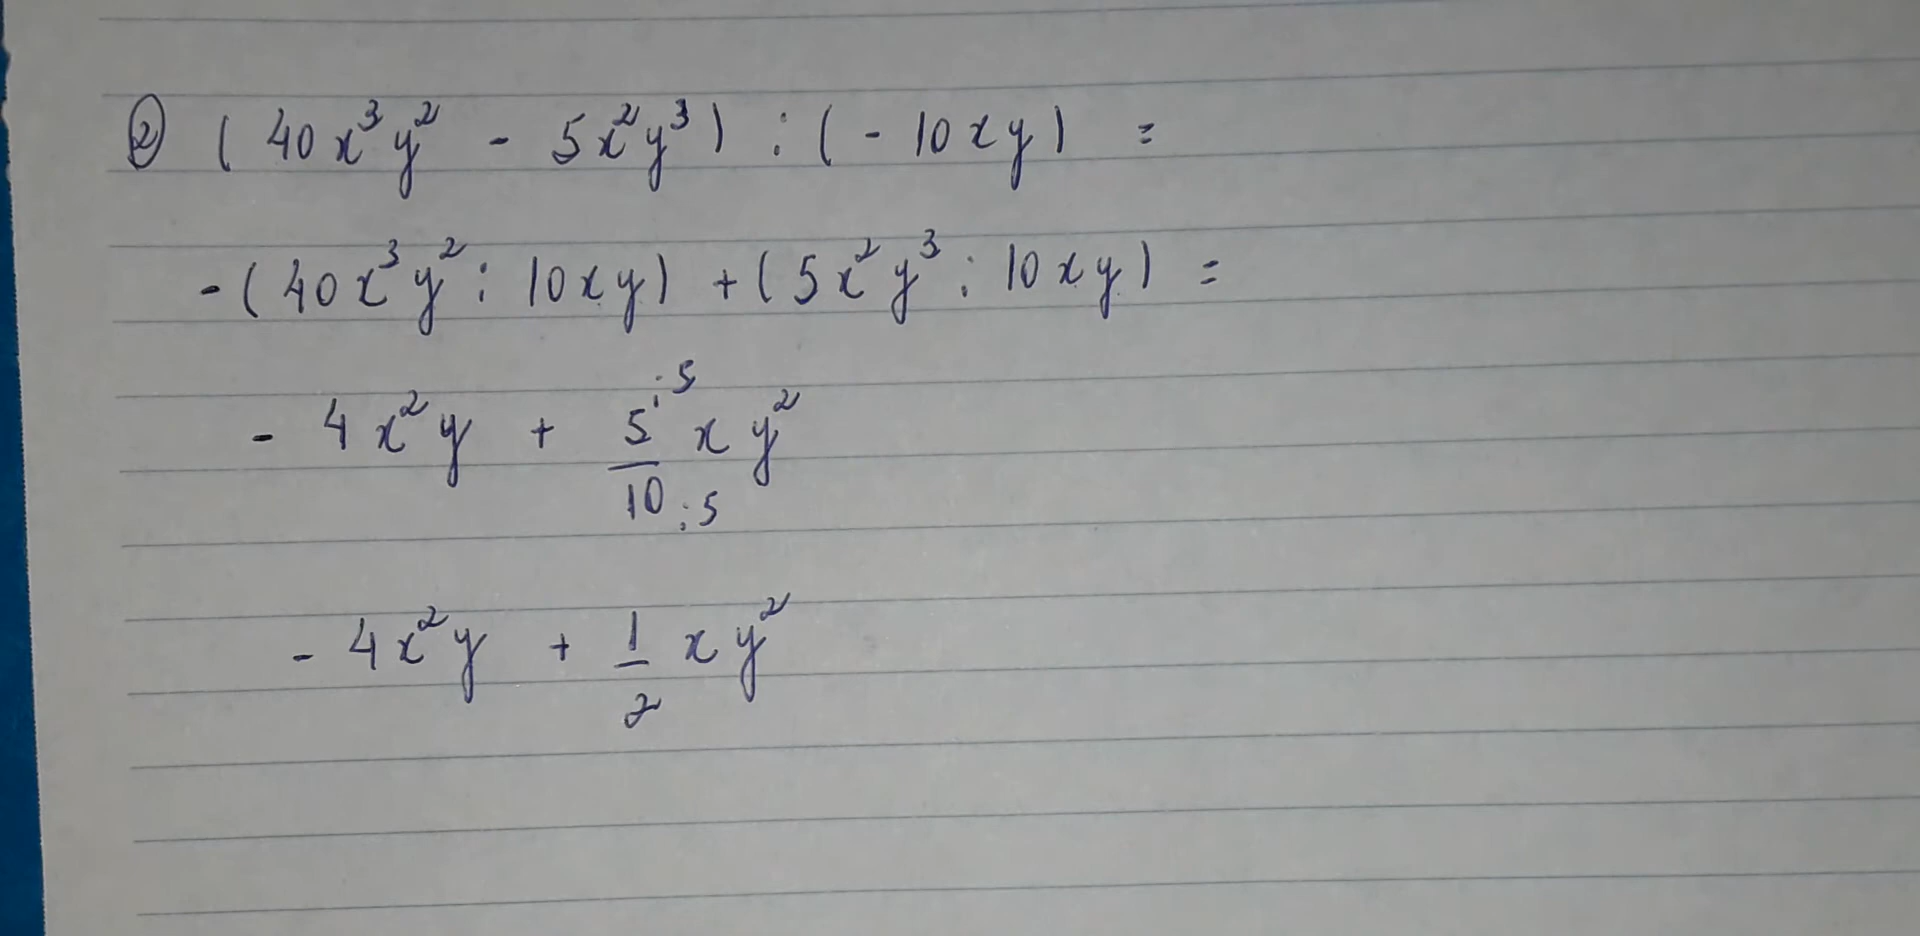 ② (40x³y² - 5x²y³) : (-10xy) =
-(40x³y² : 10xy) + (5x²y³ : 10xy) =
- 4x²y + 5:5/10:5 xy²
- 4x²y + 1/2 xy²